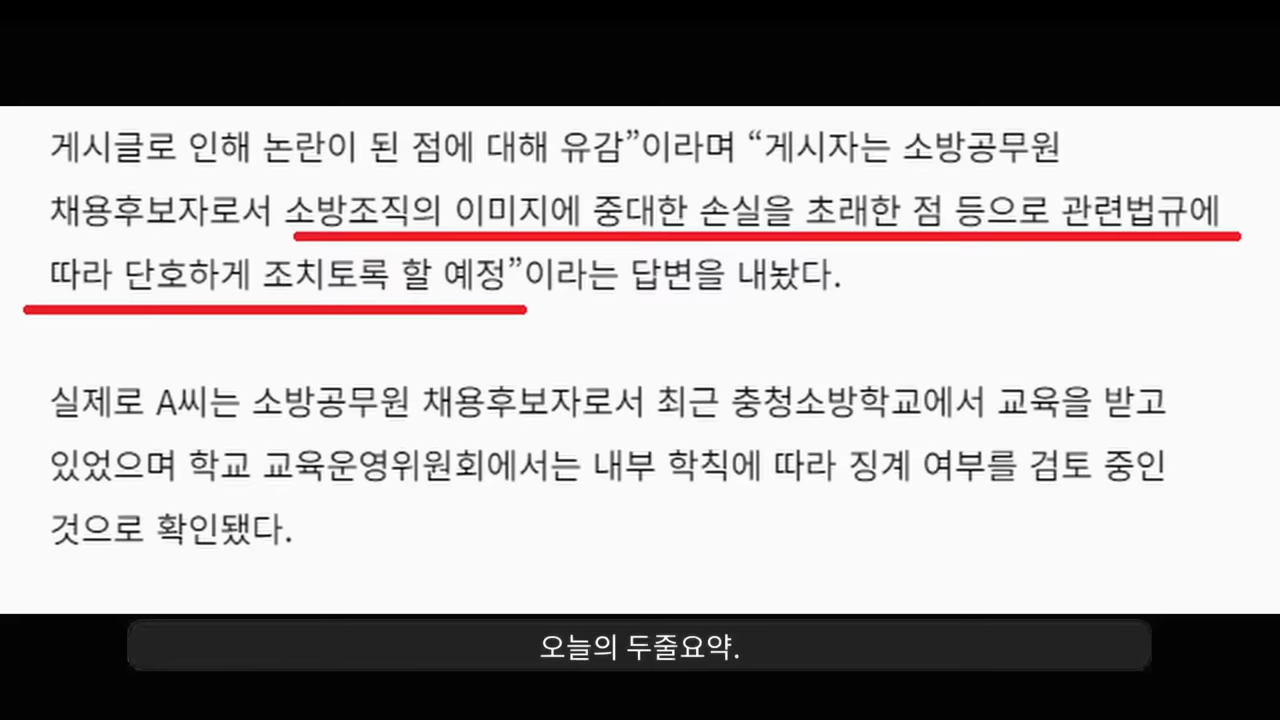 게시글로 인해 논란이 된 점에 대해 유감”이라며 “게시자는 소방공무원
채용후보자로서 소방조직의 이미지에 중대한 손실을 초래한 점 등으로 관련법규에
따라 단호하게 조치토록 할 예정”이라는 답변을 내놨다.
실제로 A씨는 소방공무원 채용후보자로서 최근 충청소방학교에서 교육을 받고
있었으며 학교 교육운영위원회에서는 내부 학칙에 따라 징계 여부를 검토 중인
것으로 확인됐다.
오늘의 두줄요약.